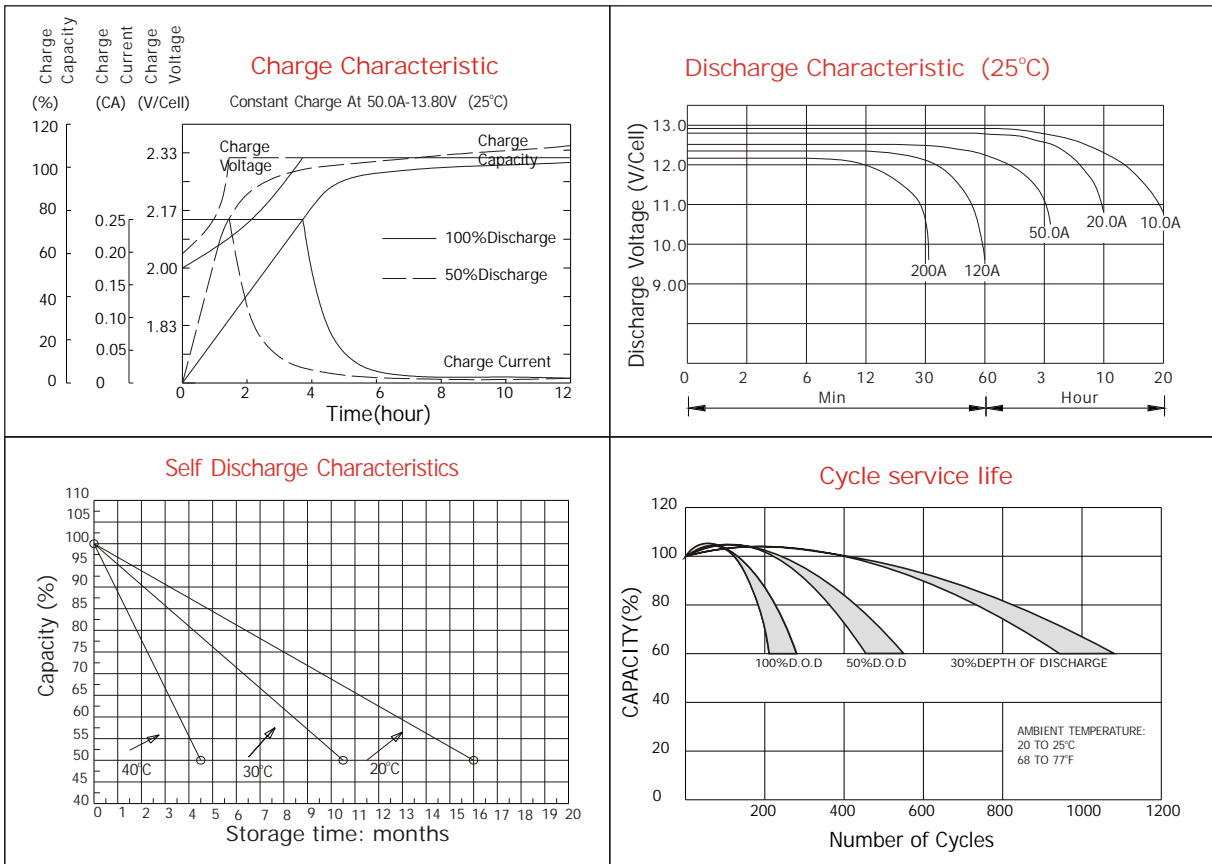 Charge Capacity
Charge Current
Charge Voltage
(%)
(CA)
(V/Cell)
Charge Characteristic
Constant Charge At 50.0A-13.80V (25°C)
120
100
80
60
40
20
0
0.25
0.20
0.15
0.10
0.05
0
2.33
2.17
2.00
1.83
Charge Voltage
Charge Capacity
100%Discharge
50%Discharge
Charge Current
0 2 4 6 8 10 12
Time(hour)
Discharge Characteristic (25°C)
Discharge Voltage (V/Cell)
13.0
12.0
11.0
10.0
9.00
200A
120A
50.0A
20.0A
10.0A
0 2 6 12 30 60 3 10 20
Min
Hour
Self Discharge Characteristics
Capacity (%)
110
105
100
95
90
85
80
75
70
65
60
55
50
45
40
40°C
30°C
20°C
0 1 2 3 4 5 6 7 8 9 10 11 12 13 14 15 16 17 18 19 20
Storage time: months
Cycle service life
CAPACITY(%)
120
100
80
60
40
20
0
100%D.O.D
50%D.O.D
30%DEPTH OF DISCHARGE
AMBIENT TEMPERATURE:
20 TO 25°C
68 TO 77°F
200 400 600 800 1000 1200
Number of Cycles